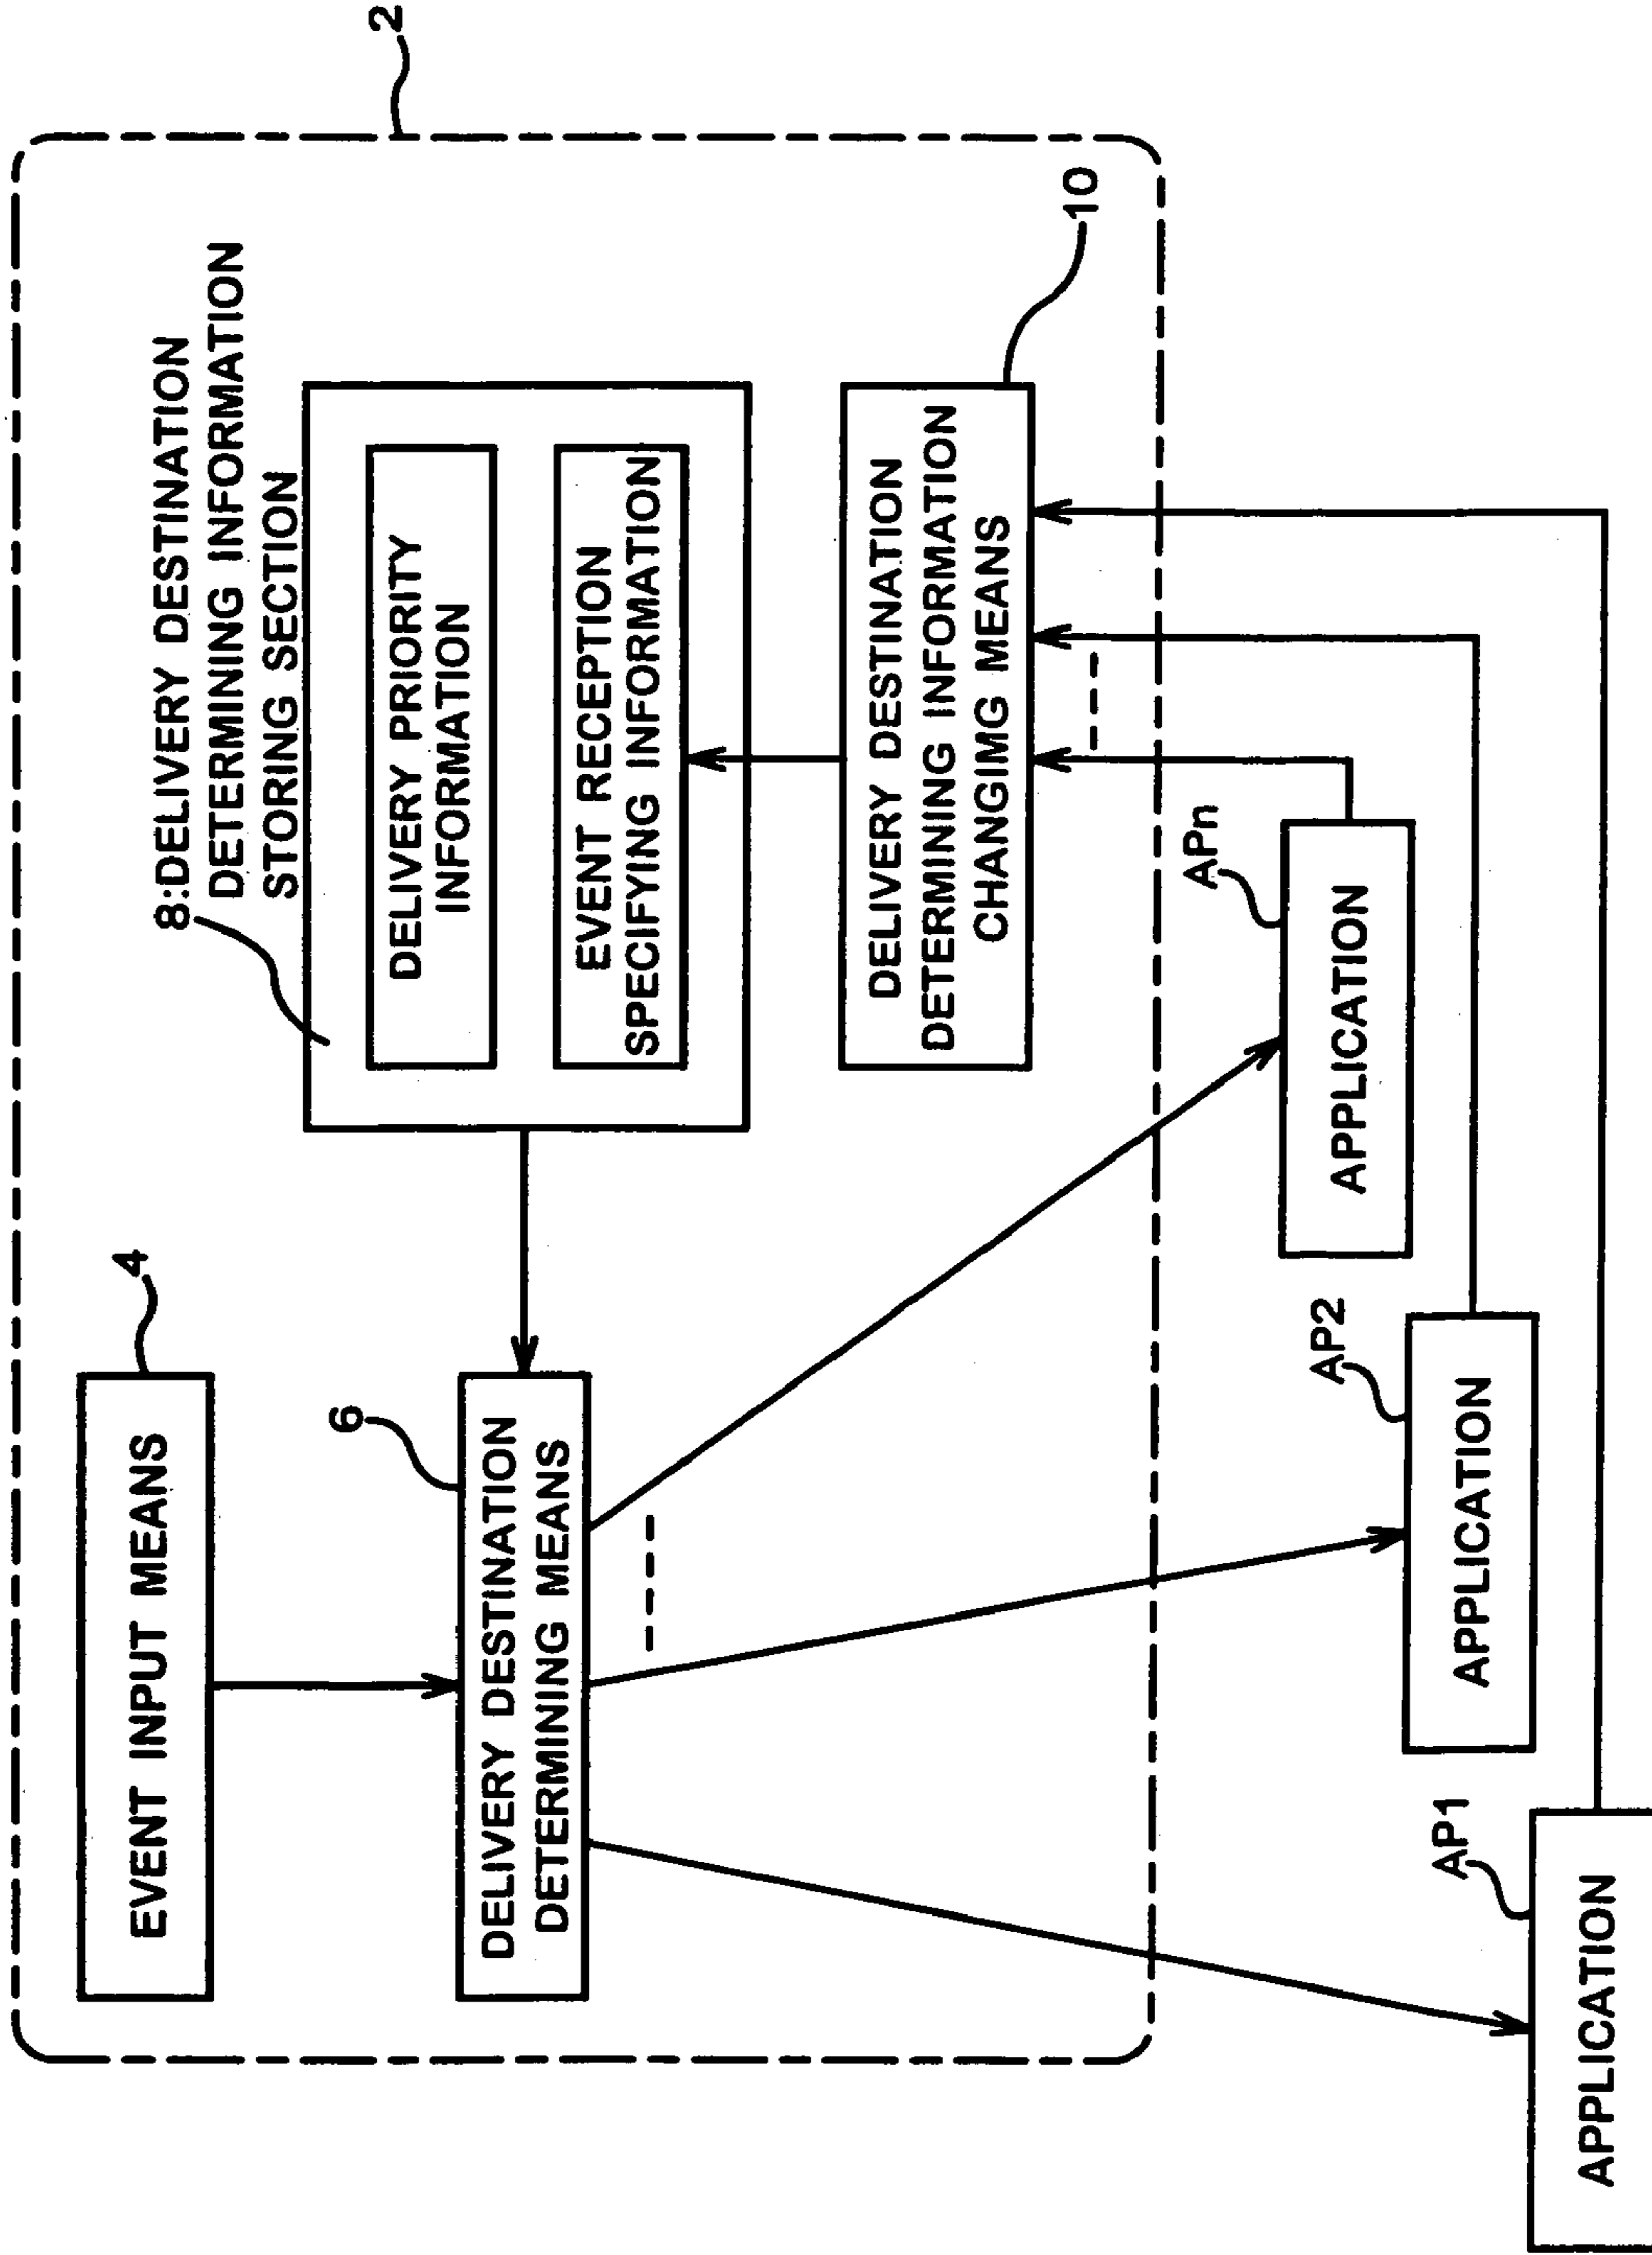 2
EVENT INPUT MEANS
4
8:DELIVERY DESTINATION
DETERMINING INFORMATION
STORING SECTION
DELIVERY PRIORITY
INFORMATION
EVENT RECEPTION
SPECIFYING INFORMATION
6
DELIVERY DESTINATION
DETERMINING MEANS
DELIVERY DESTINATION
DETERMINING INFORMATION
CHANGIMG MEANS
10
APn
APPLICATION
AP2
APPLICATION
AP1
APPLICATION